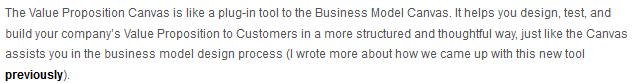 The Value Proposition Canvas is like a plug-in tool to the Business Model Canvas. It helps you design, test, and
build your company's Value Proposition to Customers in a more structured and thoughtful way, just like the Canvas
assists you in the business model design process (I wrote more about how we came up with this new tool
previously).